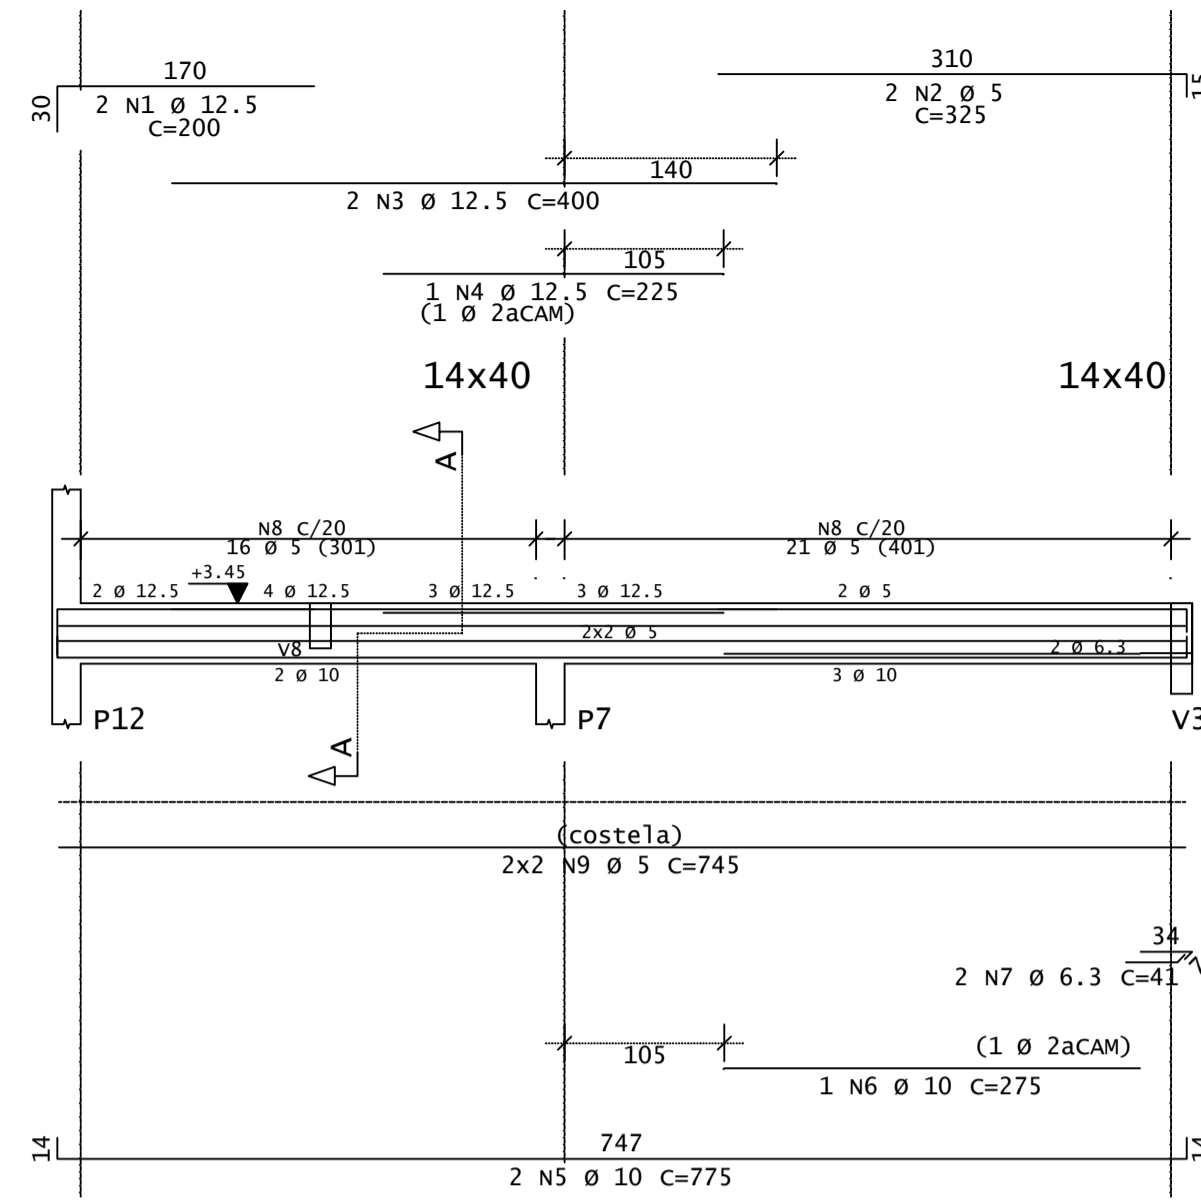 170
30
2 N1 Ø 12.5
C=200
310
15
2 N2 Ø 5
C=325
140
2 N3 Ø 12.5 C=400
105
1 N4 Ø 12.5 C=225
(1 Ø 2aCAM)
14x40
14x40
A
N8 C/20
16 Ø 5 (301)
N8 C/20
21 Ø 5 (401)
+3.45
2 Ø 12.5
4 Ø 12.5
3 Ø 12.5
3 Ø 12.5
2 Ø 5
2x2 Ø 5
V8
2 Ø 6.3
2 Ø 10
3 Ø 10
P12
P7
V3
A
(costela)
2x2 N9 Ø 5 C=745
34
2 N7 Ø 6.3 C=41
105
(1 Ø 2aCAM)
1 N6 Ø 10 C=275
14
747
14
2 N5 Ø 10 C=775